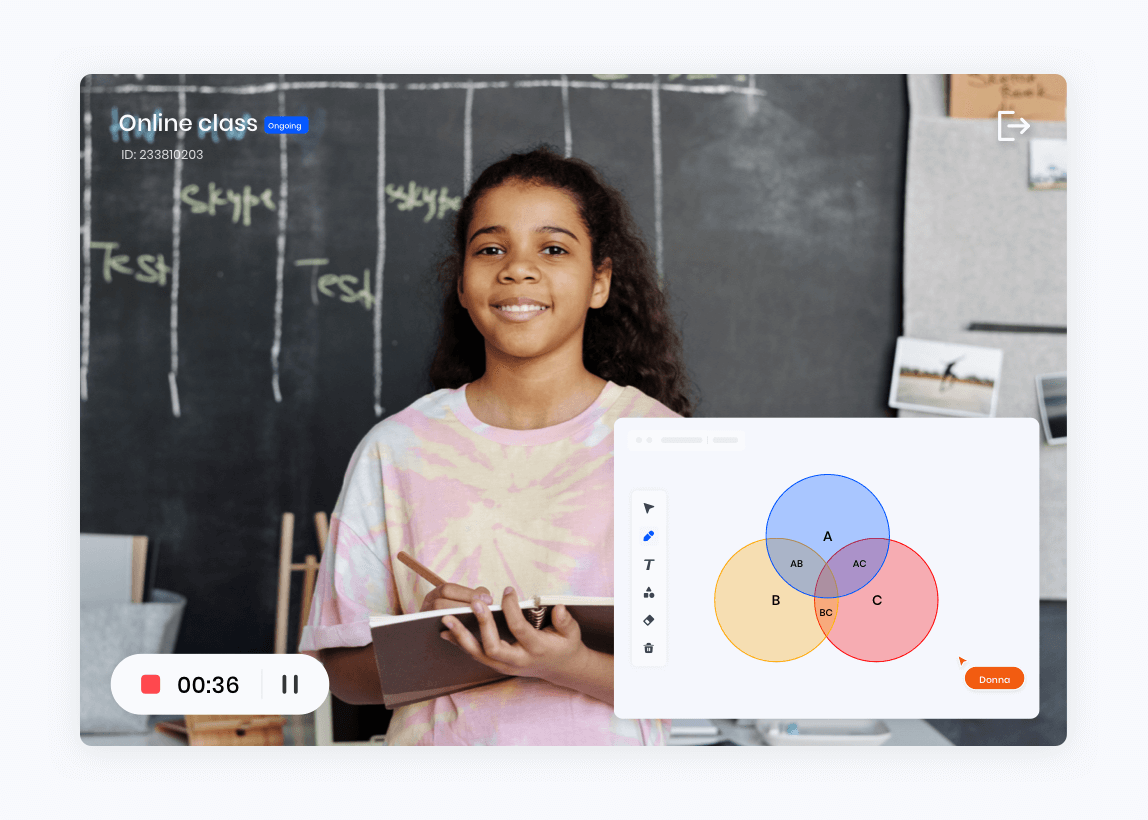 Online class Ongoing
ID: 233810203
Skype
skype
Test
Test
A
AB
AC
B
C
BC
Donna
00:36